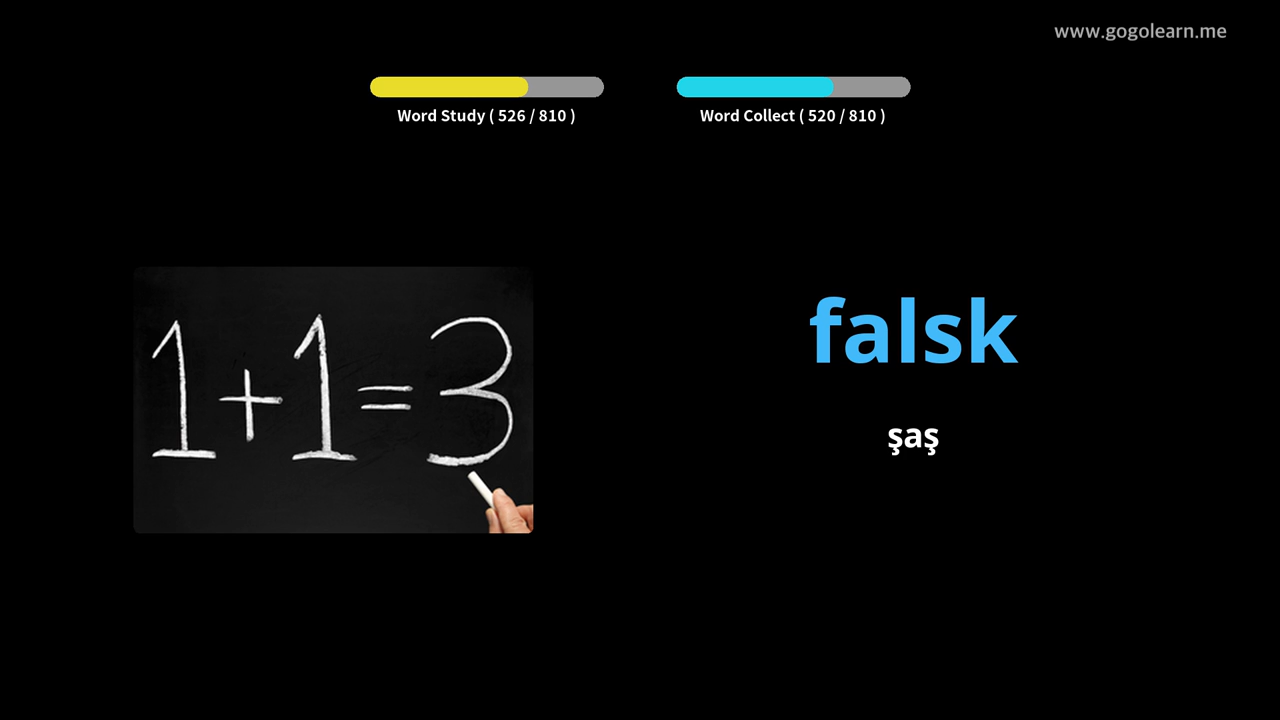 www.gogolearn.me
Word Study ( 526 / 810 )
Word Collect ( 520 / 810 )
1+1=3
falsk
şaş